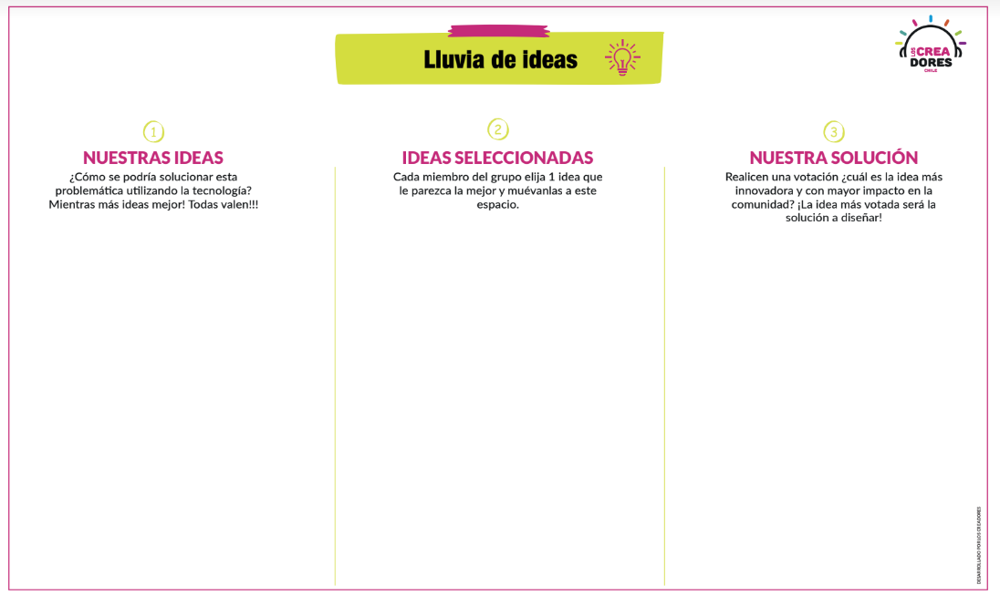 Lluvia de ideas
LOS CREA
DORES
CHILE
1
NUESTRAS IDEAS
¿Cómo se podría solucionar esta
problemática utilizando la tecnología?
Mientras más ideas mejor! Todas valen!!!
2
IDEAS SELECCIONADAS
Cada miembro del grupo elija 1 idea que
le parezca la mejor y muévanlas a este
espacio.
3
NUESTRA SOLUCIÓN
Realicen una votación ¿cuál es la idea más
innovadora y con mayor impacto en la
comunidad? ¡La idea más votada será la
solución a diseñar!
DESARROLLADO POR LOS CREADORES